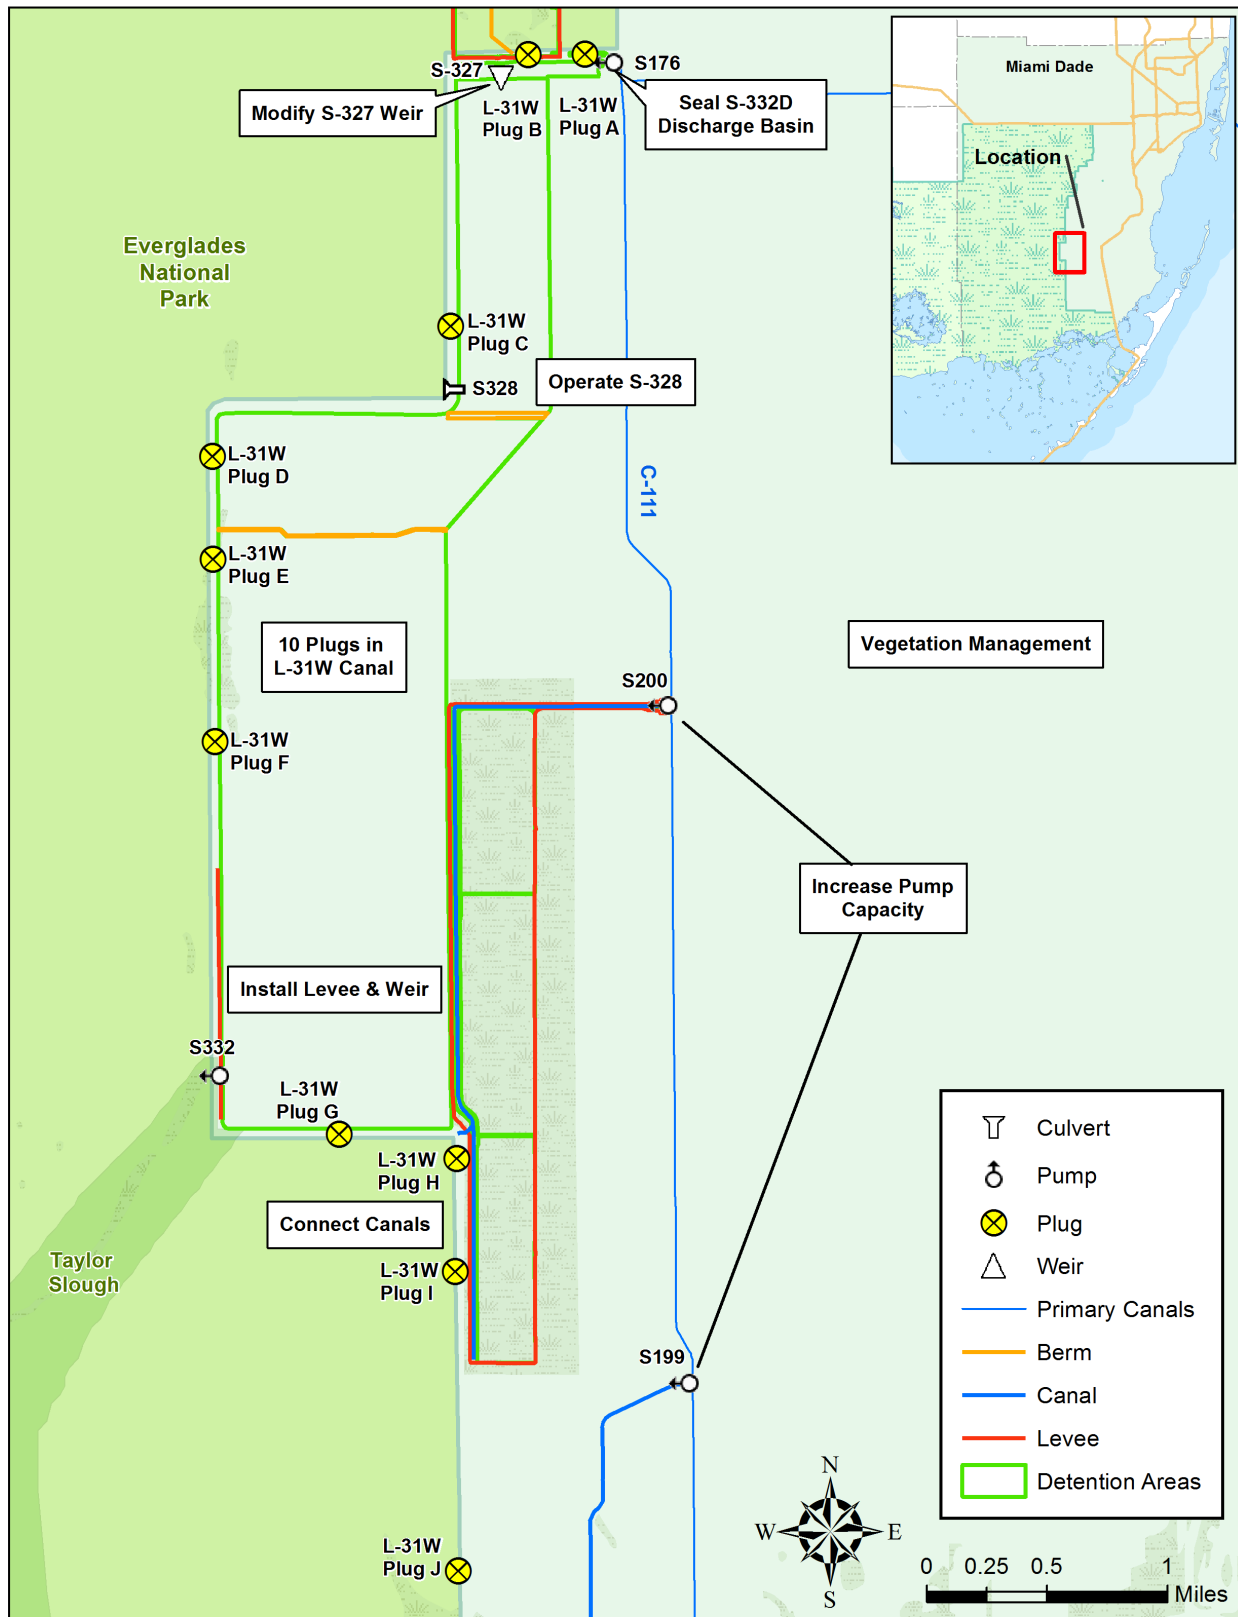 S-327
S176
Modify S-327 Weir
L-31W
Plug B
L-31W
Plug A
Seal S-332D
Discharge Basin
Miami Dade
Location
Everglades
National
Park
L-31W
Plug C
S328
Operate S-328
L-31W
Plug D
C-111
L-31W
Plug E
10 Plugs in
L-31W Canal
Vegetation Management
S200
L-31W
Plug F
Increase Pump
Capacity
Install Levee & Weir
S332
L-31W
Plug G
L-31W
Plug H
Connect Canals
Taylor
Slough
L-31W
Plug I
S199
L-31W
Plug J
Culvert
Pump
Plug
Weir
Primary Canals
Berm
Canal
Levee
Detention Areas
N
W
E
S
0 0.25 0.5 1
Miles